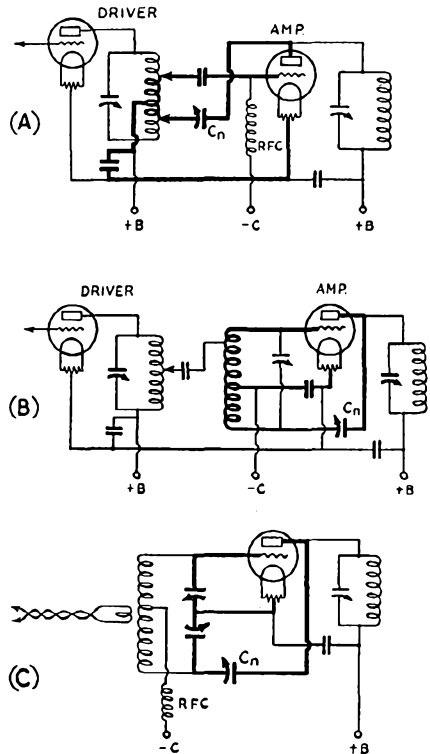 DRIVER
AMP.
(A)
Cn
RFC
+B
-C
+B
DRIVER
AMP.
(B)
Cn
+B
-C
+B
(C)
Cn
RFC
-C
+B